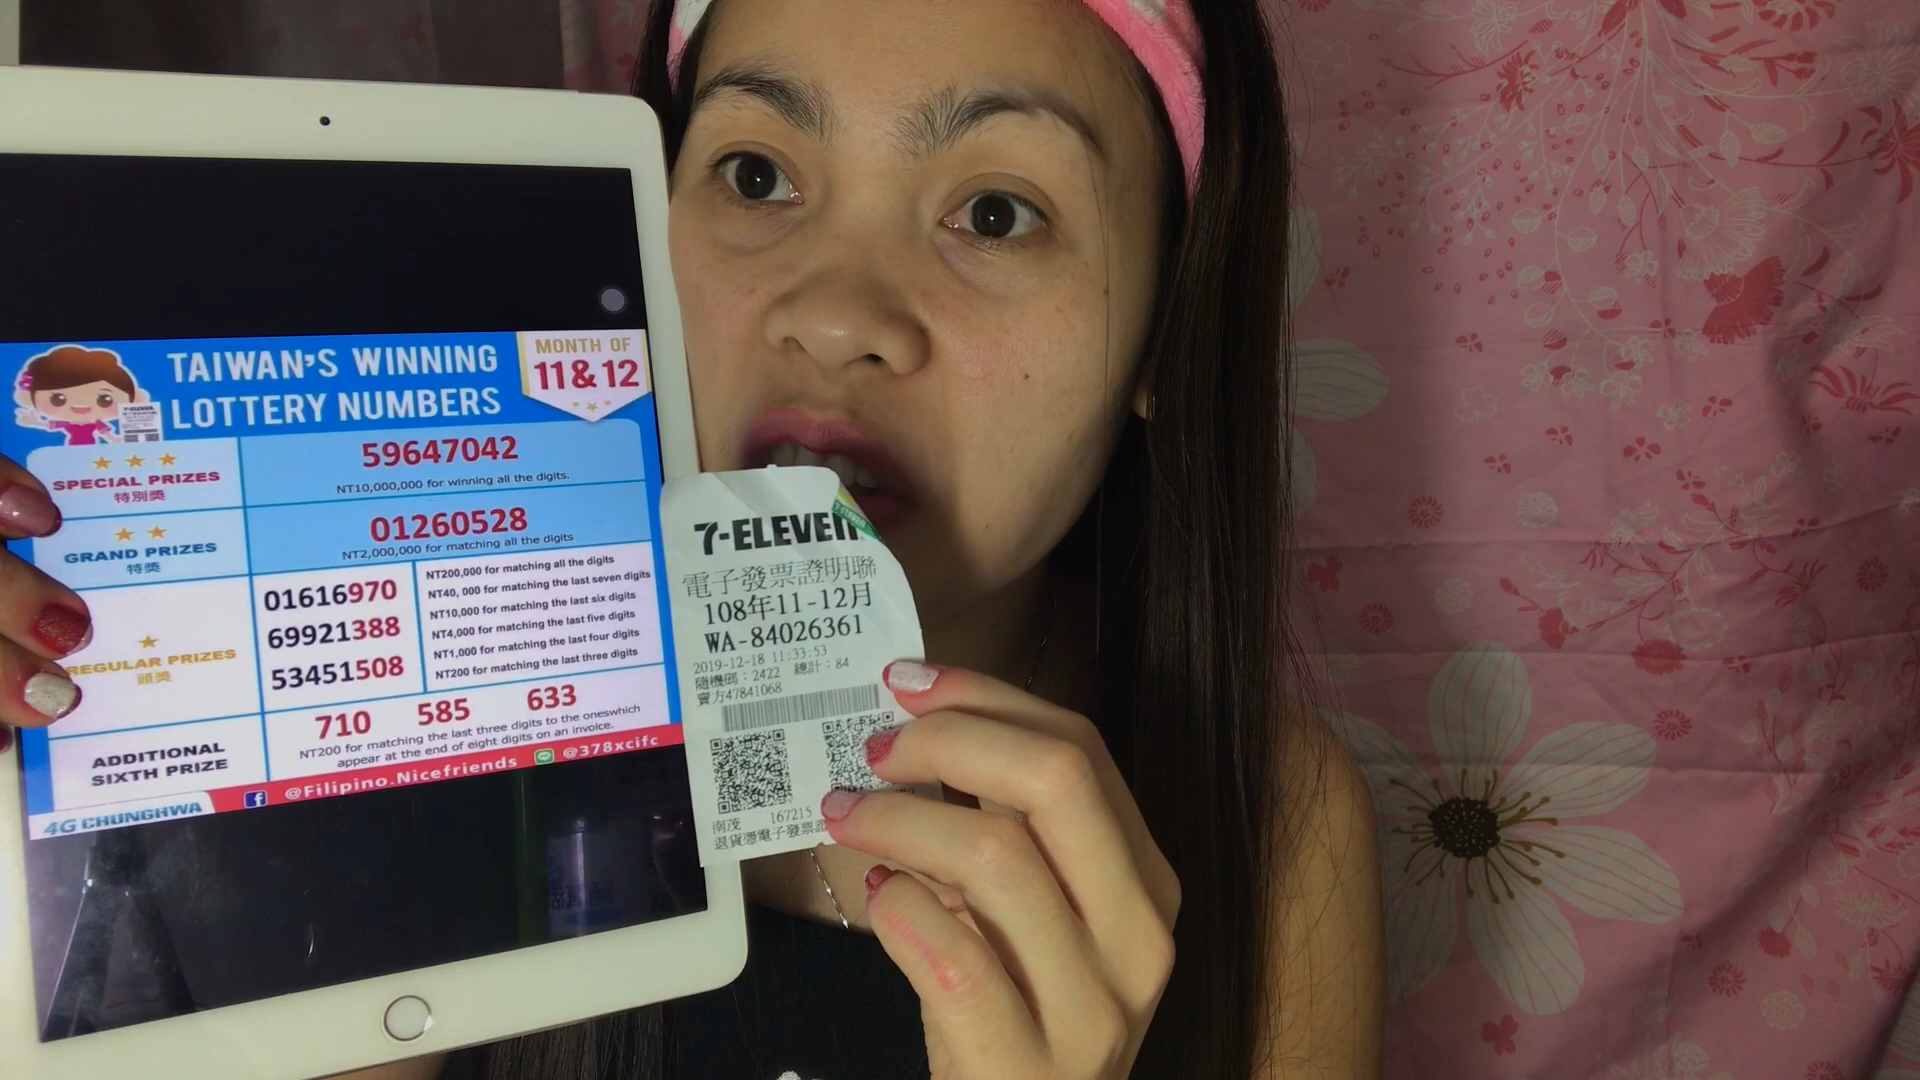 TAIWAN'S WINNING
LOTTERY NUMBERS
MONTH OF
11&12
SPECIAL PRIZES
特別獎
59647042
NT10,000,000 for winning all the digits.
GRAND PRIZES
特獎
01260528
NT2,000,000 for matching all the digits
REGULAR PRIZES
頭獎
01616970
69921388
53451508
NT200,000 for matching all the digits
NT40, 000 for matching the last seven digits
NT10,000 for matching the last six digits
NT4,000 for matching the last five digits
NT1,000 for matching the last four digits
NT200 for matching the last three digits
ADDITIONAL
SIXTH PRIZE
710 585 633
NT200 for matching the last three digits to the oneswhich
appear at the end of eight digits on an invoice.
4G CHUNGHWA
@Filipino.Nicefriends @378xcifc
7-ELEVEn
電子發票證明聯
108年11-12月
WA-84026361
2019-12-18 11:33:53
隨機碼:2422 總計:84
賣方47841068
南茂 167215
退貨憑電子發票證